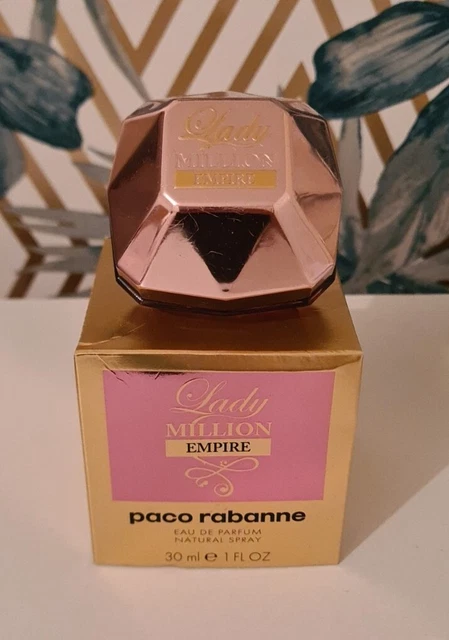 Lady
MILLION
EMPIRE
Lady
MILLION
EMPIRE
paco rabanne
EAU DE PARFUM
NATURAL SPRAY
30 ml e 1 FL OZ